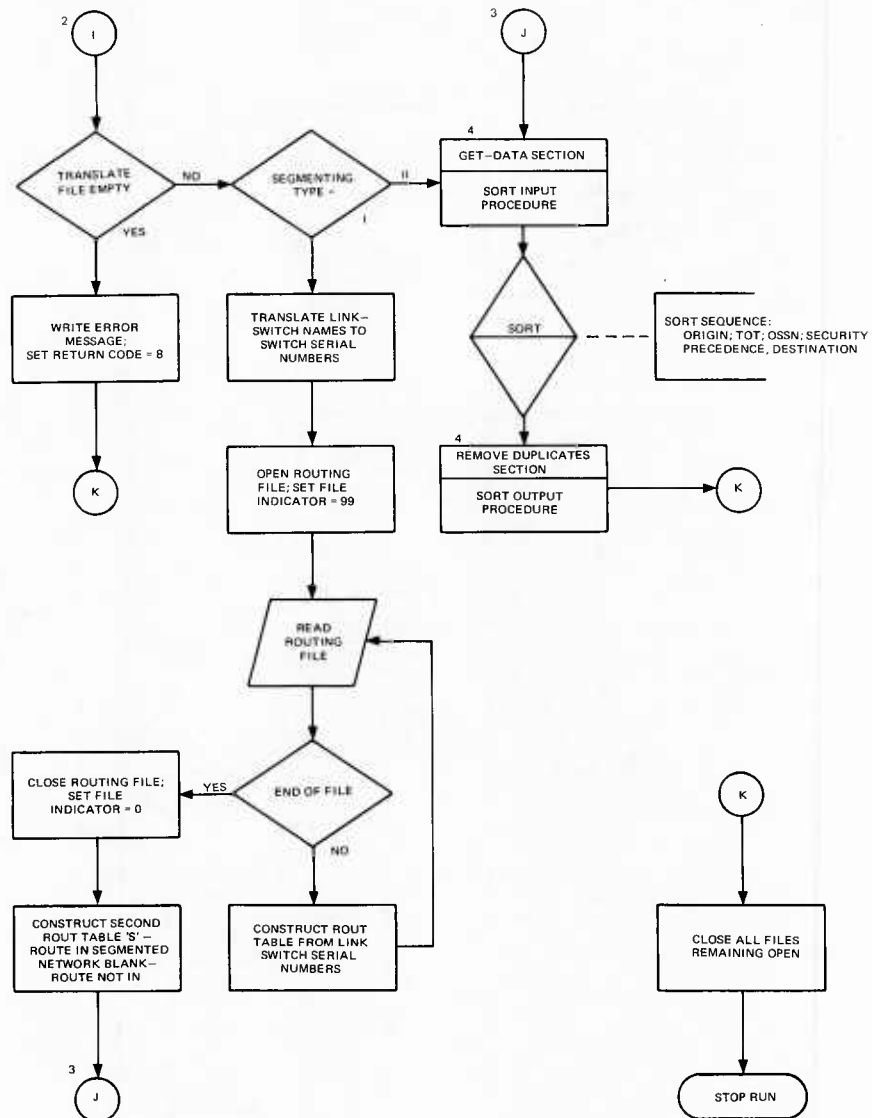 2
I
3
J
TRANSLATE
FILE EMPTY
NO
YES
SEGMENTING
TYPE =
II
I
4
GET-DATA SECTION
SORT INPUT
PROCEDURE
WRITE ERROR
MESSAGE;
SET RETURN CODE = 8
TRANSLATE LINK-
SWITCH NAMES TO
SWITCH SERIAL
NUMBERS
SORT
SORT SEQUENCE:
ORIGIN; TOT; OSSN; SECURITY
PRECEDENCE, DESTINATION
K
OPEN ROUTING
FILE; SET FILE
INDICATOR = 99
4
REMOVE DUPLICATES
SECTION
SORT OUTPUT
PROCEDURE
K
READ
ROUTING
FILE
CLOSE ROUTING FILE;
SET FILE
INDICATOR = 0
YES
END OF FILE
NO
K
CONSTRUCT SECOND
ROUT TABLE 'S' -
ROUTE IN SEGMENTED
NETWORK BLANK-
ROUTE NOT IN
CONSTRUCT ROUT
TABLE FROM LINK
SWITCH SERIAL
NUMBERS
CLOSE ALL FILES
REMAINING OPEN
3
J
STOP RUN